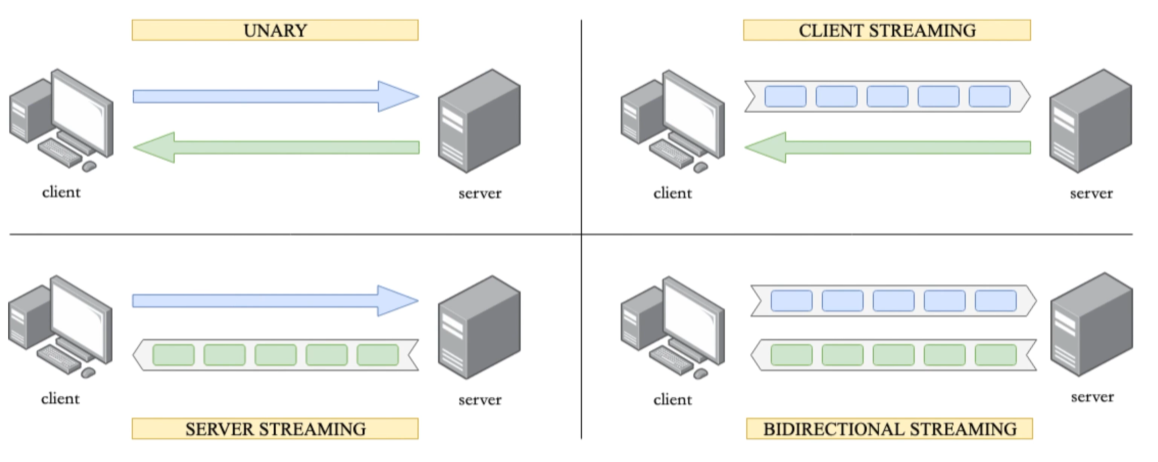 UNARY
client
server
CLIENT STREAMING
client
server
client
server
SERVER STREAMING
client
server
BIDIRECTIONAL STREAMING